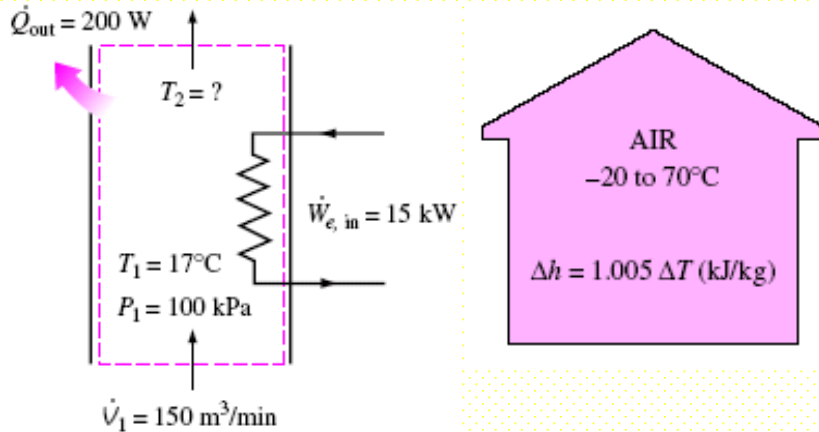 Q̇out = 200 W
T2 = ?
Ẇe, in = 15 kW
T1 = 17°C
P1 = 100 kPa
V̇1 = 150 m³/min
AIR
–20 to 70°C
Δh = 1.005 ΔT (kJ/kg)